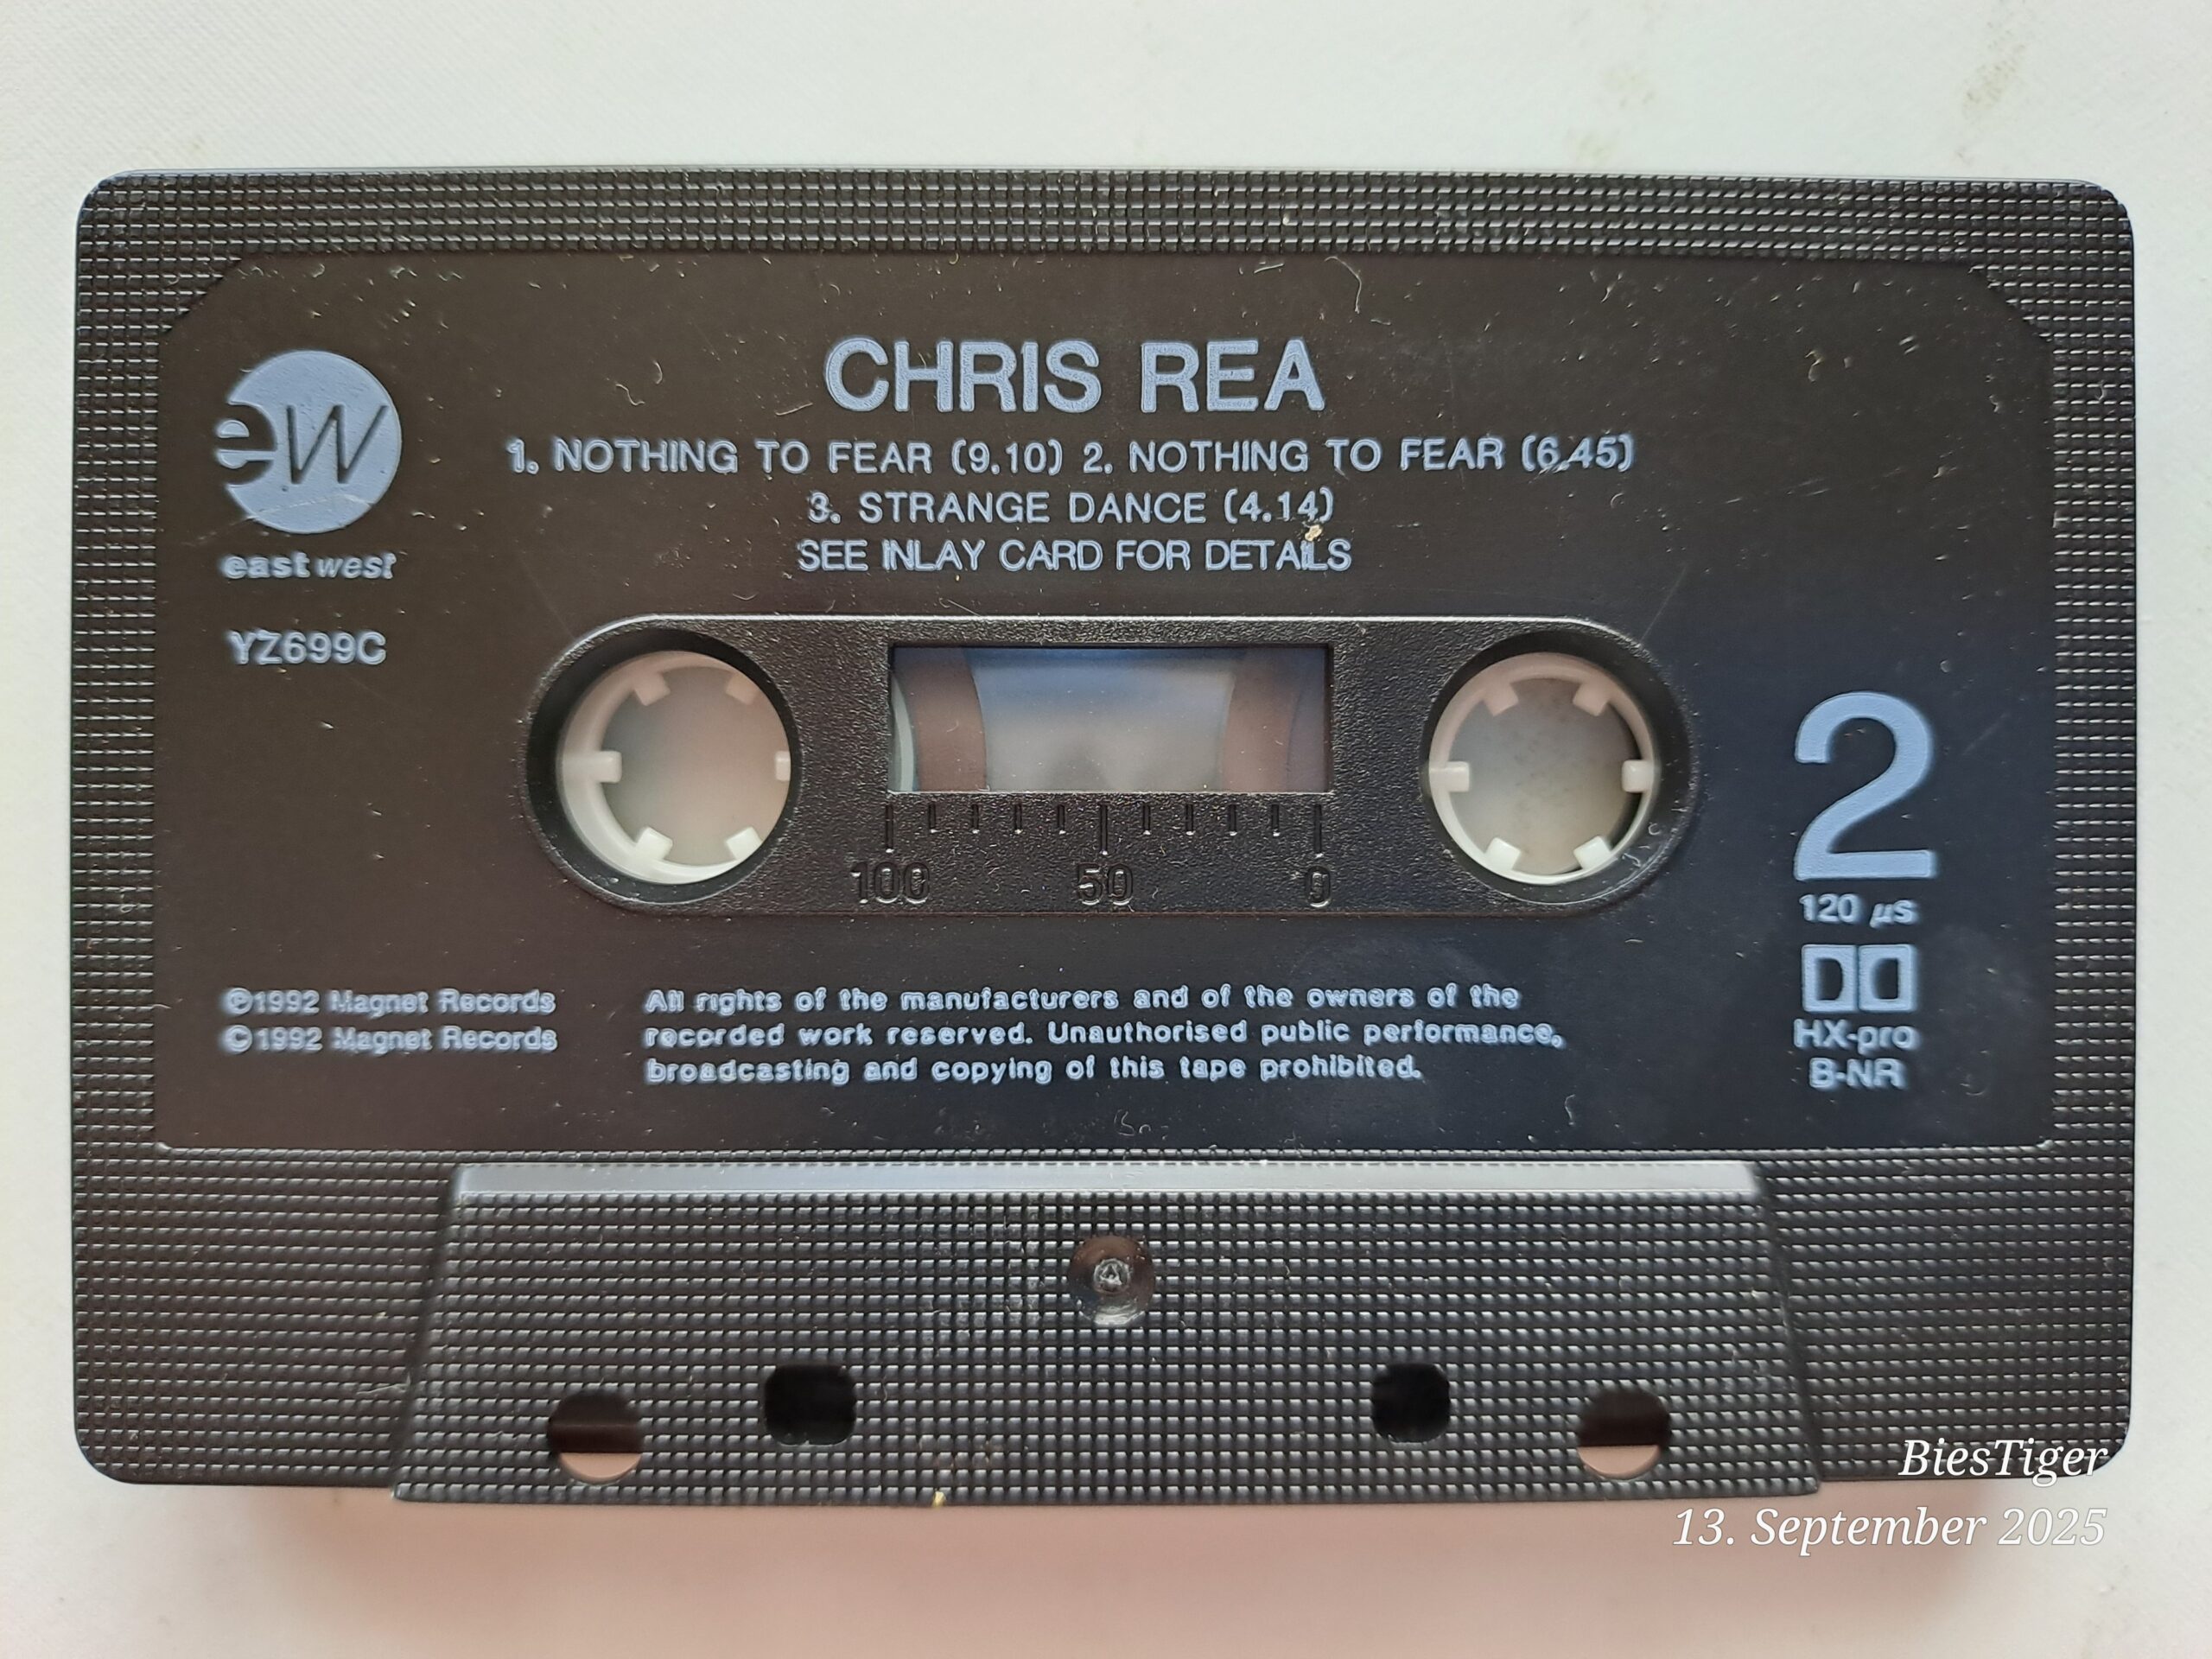 CHRIS REA
1. NOTHING TO FEAR (9.10) 2. NOTHING TO FEAR (6.45)
3. STRANGE DANCE (4.14)
SEE INLAY CARD FOR DETAILS
ew
east west
YZ699C
100 50 0
2
120 µs
HX-pro
B-NR
℗1992 Magnet Records
©1992 Magnet Records
All rights of the manufacturers and of the owners of the
recorded work reserved. Unauthorised public performance,
broadcasting and copying of this tape prohibited.
A
BiesTiger
13. September 2025